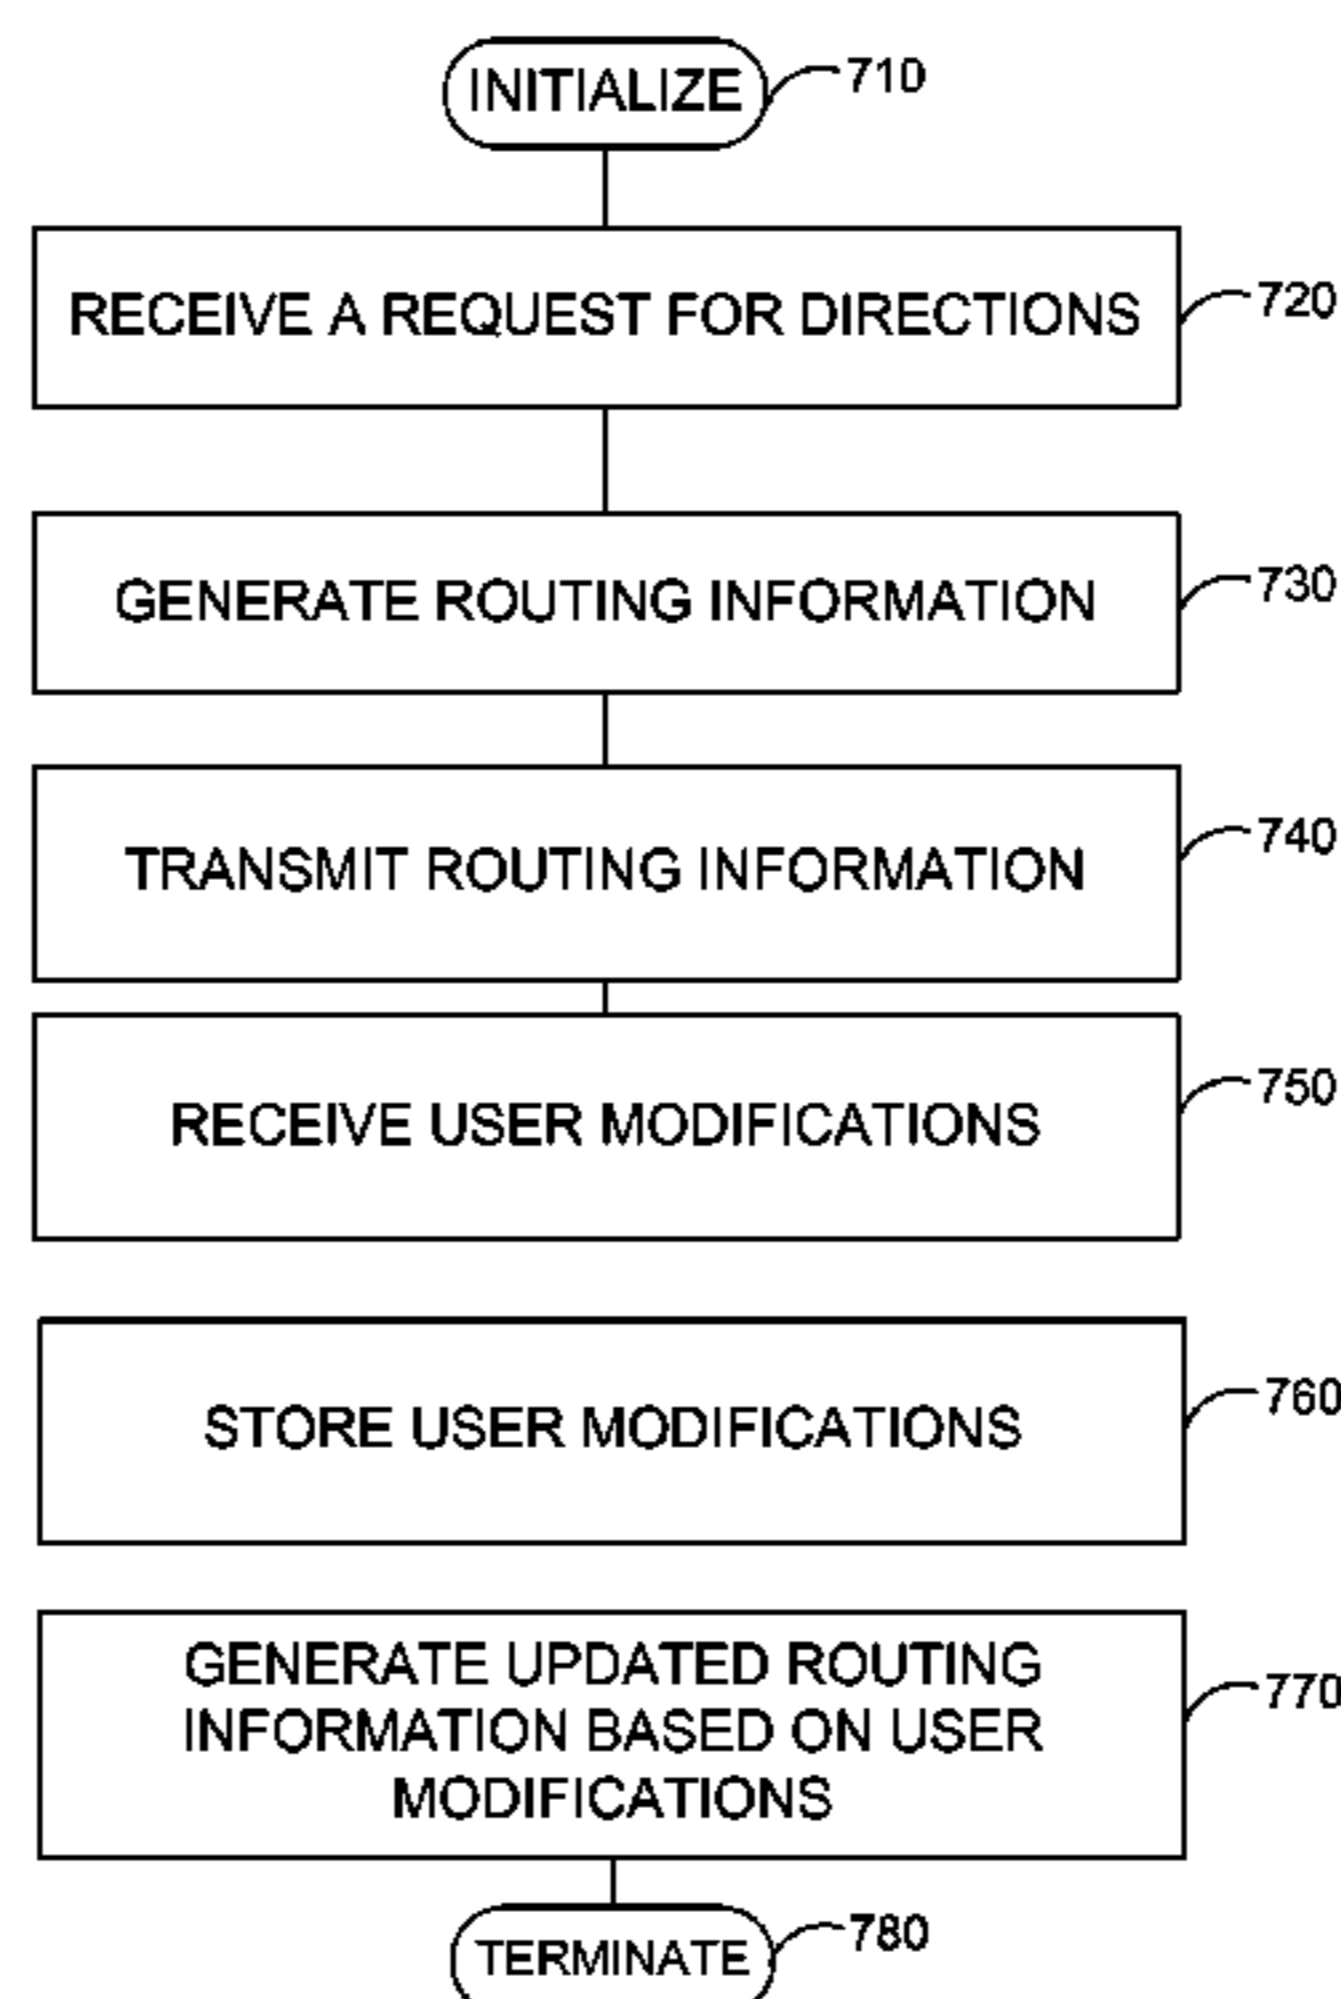 INITIALIZE
710
RECEIVE A REQUEST FOR DIRECTIONS
720
GENERATE ROUTING INFORMATION
730
TRANSMIT ROUTING INFORMATION
740
RECEIVE USER MODIFICATIONS
750
STORE USER MODIFICATIONS
760
GENERATE UPDATED ROUTING
INFORMATION BASED ON USER
MODIFICATIONS
770
TERMINATE
780